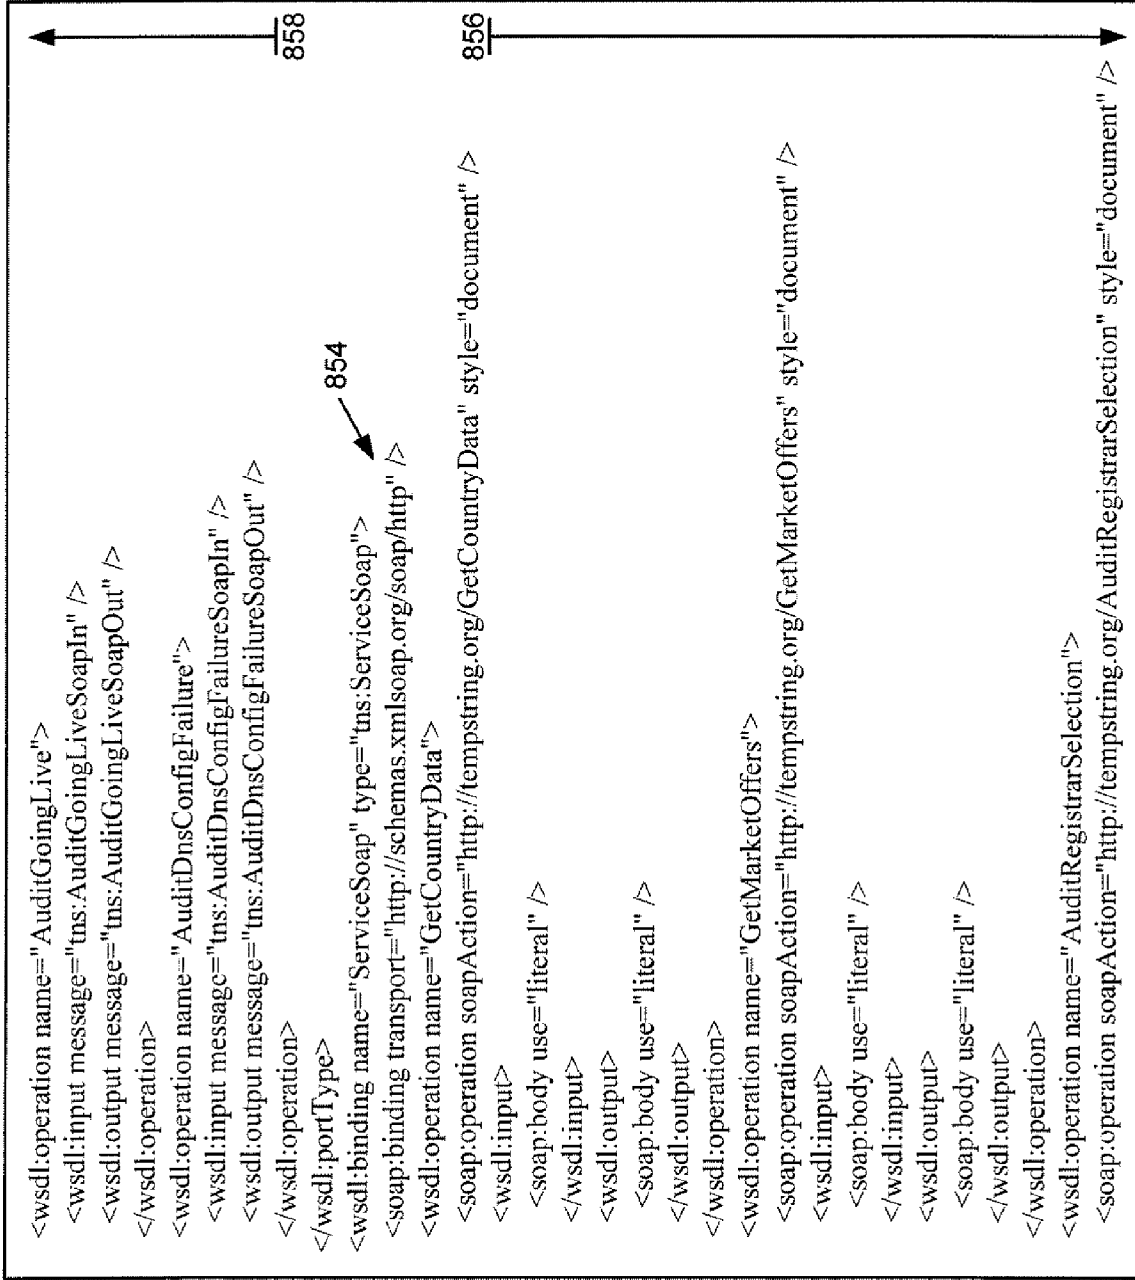 <wsdl:operation name="AuditGoingLive">
<wsdl:input message="tns:AuditGoingLiveSoapIn" />
<wsdl:output message="tns:AuditGoingLiveSoapOut" />
</wsdl:operation>
<wsdl:operation name="AuditDnsConfigFailure">
<wsdl:input message="tns:AuditDnsConfigFailureSoapIn" />
<wsdl:output message="tns:AuditDnsConfigFailureSoapOut" />
</wsdl:operation>
858
</wsdl:portType>
854
<wsdl:binding name="ServiceSoap" type="tns:ServiceSoap">
<soap:binding transport="http://schemas.xmlsoap.org/soap/http" />
<wsdl:operation name="GetCountryData">
856
<soap:operation soapAction="http://tempstring.org/GetCountryData" style="document" />
<wsdl:input>
<soap:body use="literal" />
</wsdl:input>
<wsdl:output>
<soap:body use="literal" />
</wsdl:output>
</wsdl:operation>
<wsdl:operation name="GetMarketOffers">
<soap:operation soapAction="http://tempstring.org/GetMarketOffers" style="document" />
<wsdl:input>
<soap:body use="literal" />
</wsdl:input>
<wsdl:output>
<soap:body use="literal" />
</wsdl:output>
</wsdl:operation>
<wsdl:operation name="AuditRegistrarSelection">
<soap:operation soapAction="http://tempstring.org/AuditRegistrarSelection" style="document" />